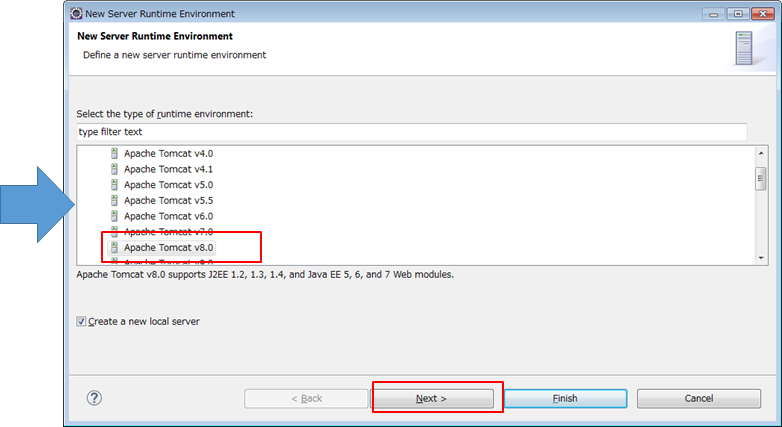 New Server Runtime Environment
New Server Runtime Environment
Define a new server runtime environment
Select the type of runtime environment:
type filter text
Apache Tomcat v4.0
Apache Tomcat v4.1
Apache Tomcat v5.0
Apache Tomcat v5.5
Apache Tomcat v6.0
Apache Tomcat v7.0
Apache Tomcat v8.0
Apache Tomcat v9.0
Apache Tomcat v8.0 supports J2EE 1.2, 1.3, 1.4, and Java EE 5, 6, and 7 Web modules.
Create a new local server
? < Back Next > Finish Cancel